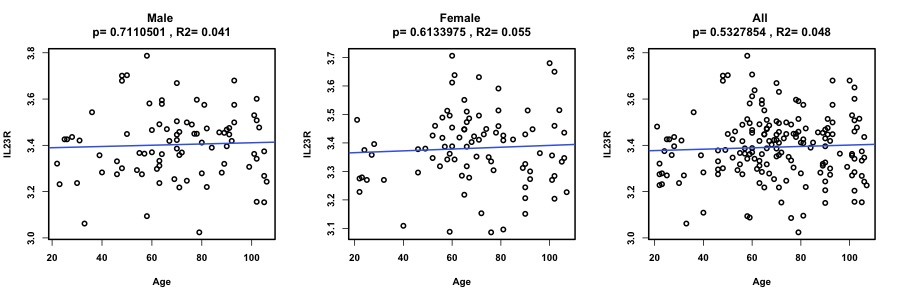 Male
p= 0.7110501 , R2= 0.041
IL23R
3.8
3.6
3.4
3.2
3.0
20 40 60 80 100
Age
Female
p= 0.6133975 , R2= 0.055
IL23R
3.7
3.6
3.5
3.4
3.3
3.2
3.1
20 40 60 80 100
Age
All
p= 0.5327854 , R2= 0.048
IL23R
3.8
3.6
3.4
3.2
3.0
20 40 60 80 100
Age